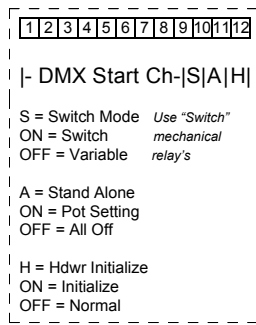 1 2 3 4 5 6 7 8 9 10 11 12
|- DMX Start Ch-|S|A|H|
S = Switch Mode Use “Switch”
ON = Switch mechanical
OFF = Variable relay's
A = Stand Alone
ON = Pot Setting
OFF = All Off
H = Hdwr Initialize
ON = Initialize
OFF = Normal